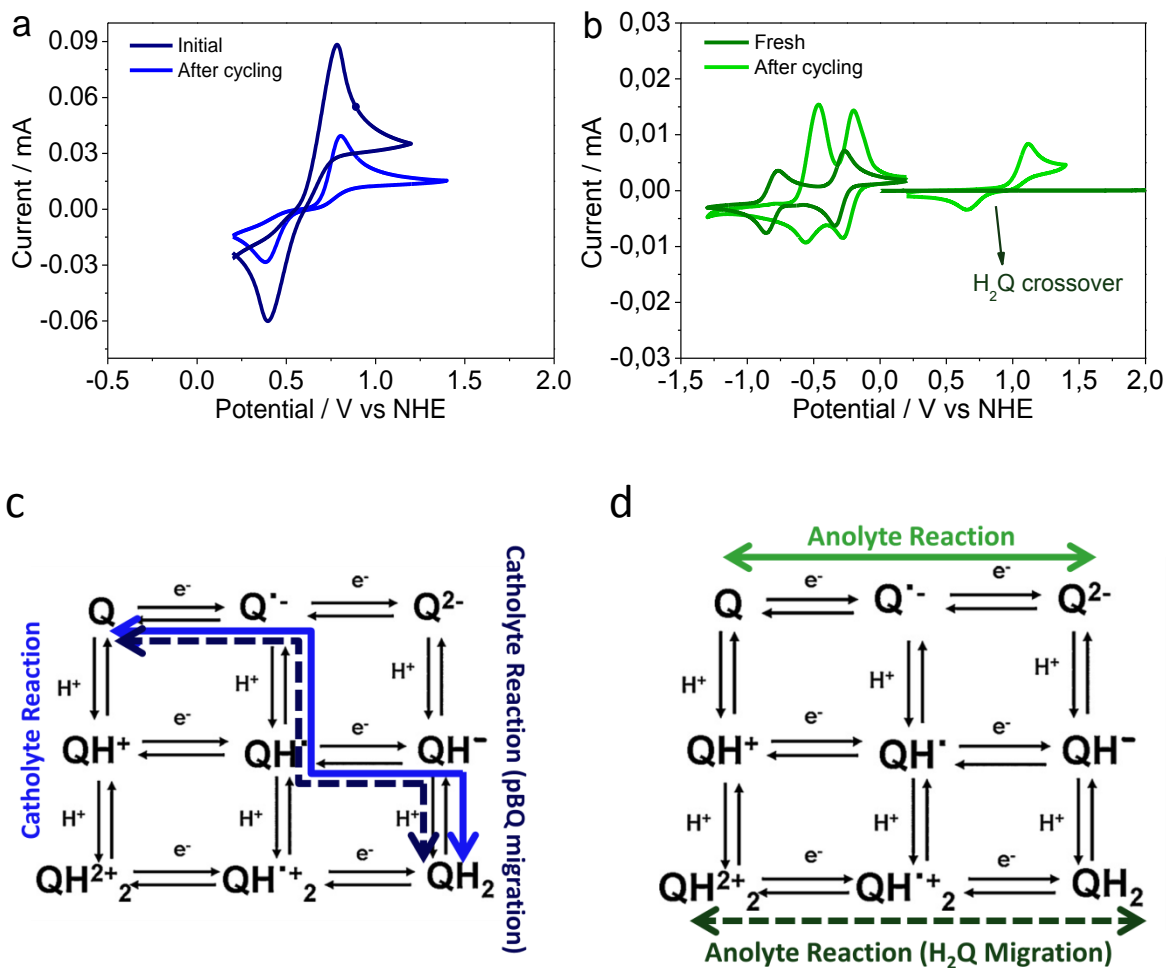 a
Initial
After cycling
0.09
0.06
0.03
0.00
-0.03
-0.06
Current / mA
-0.5
0.0
0.5
1.0
1.5
2.0
Potential / V vs NHE
b
Fresh
After cycling
0,03
0,02
0,01
0,00
-0,01
-0,02
-0,03
Current / mA
H₂Q crossover
-1,5
-1,0
-0,5
0,0
0,5
1,0
1,5
2,0
Potential / V vs NHE
c
Catholyte Reaction
Catholyte Reaction (pBQ migration)
Q e⁻ Q˙⁻ e⁻ Q²⁻
H⁺ H⁺ H⁺
QH⁺ e⁻ QH˙ e⁻ QH⁻
H⁺ H⁺ H⁺
QH²⁺₂ e⁻ QH˙⁺₂ e⁻ QH₂
d
Anolyte Reaction
Q e⁻ Q˙⁻ e⁻ Q²⁻
H⁺ H⁺ H⁺
QH⁺ e⁻ QH˙ e⁻ QH⁻
H⁺ H⁺ H⁺
QH²⁺₂ e⁻ QH˙⁺₂ e⁻ QH₂
Anolyte Reaction (H₂Q Migration)